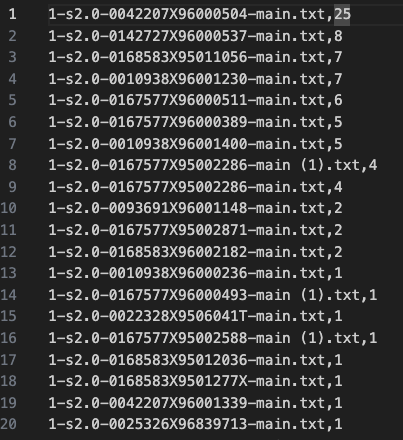 1 1-s2.0-0042207X96000504-main.txt,25
2 1-s2.0-0142727X96000537-main.txt,8
3 1-s2.0-0168583X95011056-main.txt,7
4 1-s2.0-0010938X96001230-main.txt,7
5 1-s2.0-0167577X96000511-main.txt,6
6 1-s2.0-0167577X96000389-main.txt,5
7 1-s2.0-0010938X96001400-main.txt,5
8 1-s2.0-0167577X95002286-main (1).txt,4
9 1-s2.0-0167577X95002286-main.txt,4
10 1-s2.0-0093691X96001148-main.txt,2
11 1-s2.0-0167577X95002871-main.txt,2
12 1-s2.0-0168583X96002182-main.txt,2
13 1-s2.0-0010938X96000236-main.txt,1
14 1-s2.0-0167577X96000493-main (1).txt,1
15 1-s2.0-0022328X9506041T-main.txt,1
16 1-s2.0-0167577X95002588-main (1).txt,1
17 1-s2.0-0168583X95012036-main.txt,1
18 1-s2.0-0168583X9501277X-main.txt,1
19 1-s2.0-0042207X96001339-main.txt,1
20 1-s2.0-0025326X96839713-main.txt,1